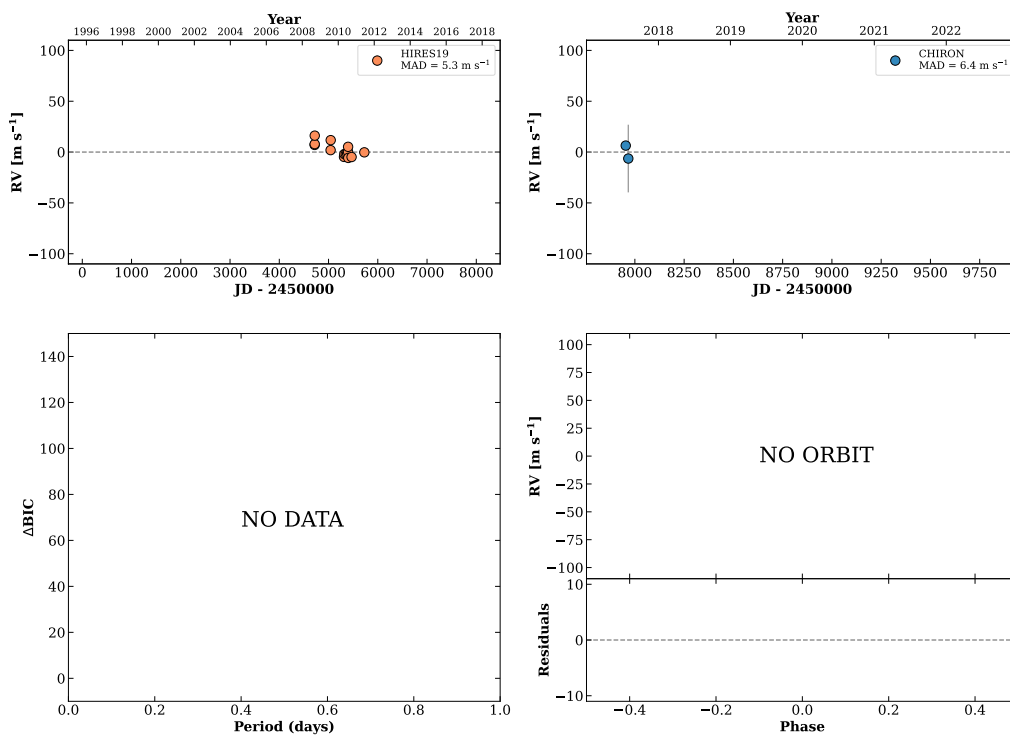 Year
1996 1998 2000 2002 2004 2006 2008 2010 2012 2014 2016 2018
HIRES19
MAD = 5.3 m s⁻¹
100
50
0
−50
−100
RV [m s⁻¹]
0 1000 2000 3000 4000 5000 6000 7000 8000
JD - 2450000
Year
2018 2019 2020 2021 2022
CHIRON
MAD = 6.4 m s⁻¹
100
50
0
−50
−100
RV [m s⁻¹]
8000 8250 8500 8750 9000 9250 9500 9750
JD - 2450000
140
120
100
80
60
40
20
0
ΔBIC
NO DATA
0.0 0.2 0.4 0.6 0.8 1.0
Period (days)
100
75
50
25
0
−25
−50
−75
−100
RV [m s⁻¹]
NO ORBIT
10
0
−10
Residuals
−0.4 −0.2 0.0 0.2 0.4
Phase